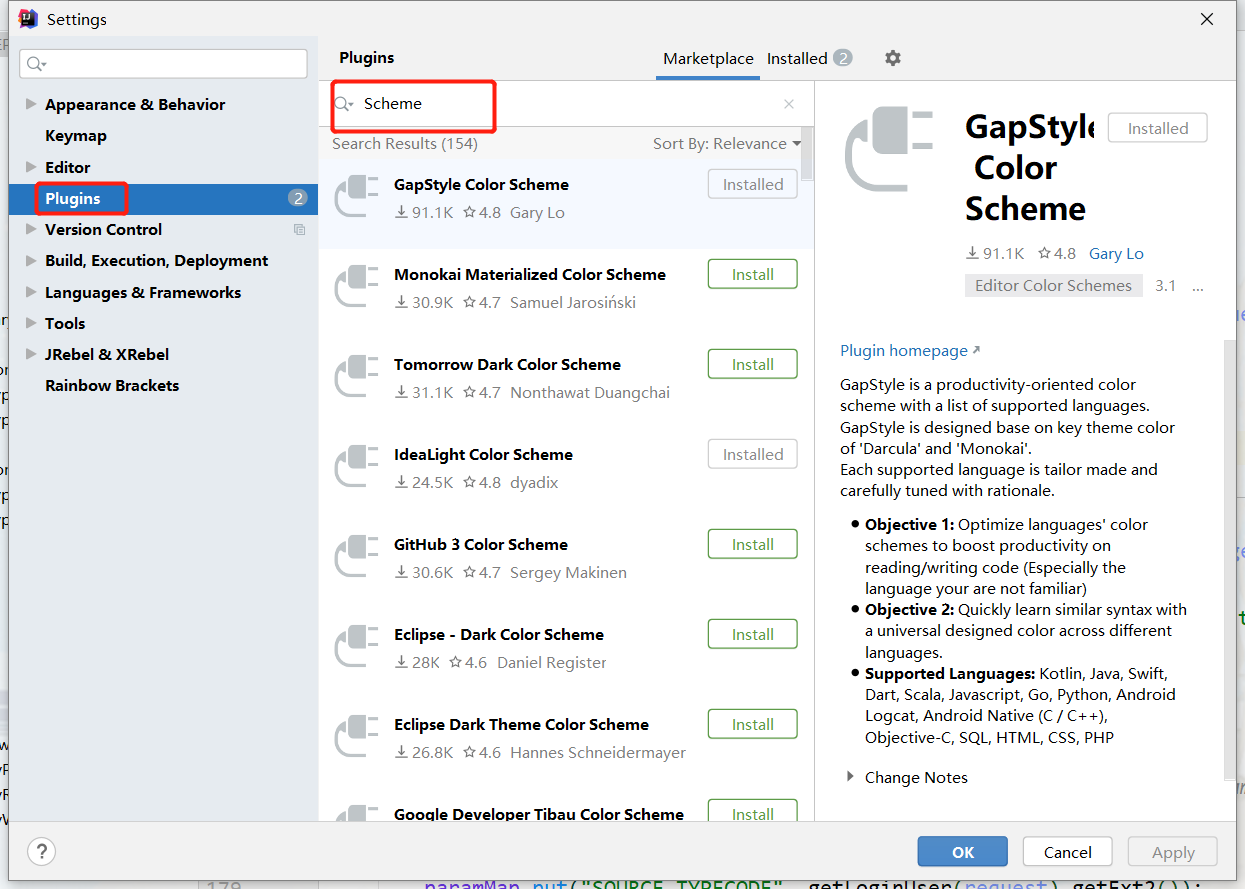 Settings
Plugins
Marketplace
Installed 2
Appearance & Behavior
Keymap
Editor
Plugins 2
Version Control
Build, Execution, Deployment
Languages & Frameworks
Tools
JRebel & XRebel
Rainbow Brackets
Scheme
Search Results (154)
Sort By: Relevance
GapStyle Color Scheme
Installed
91.1K 4.8 Gary Lo
Monokai Materialized Color Scheme
Install
30.9K 4.7 Samuel Jarosiński
Tomorrow Dark Color Scheme
Install
31.1K 4.7 Nonthawat Duangchai
IdeaLight Color Scheme
Installed
24.5K 4.8 dyadix
GitHub 3 Color Scheme
Install
30.6K 4.7 Sergey Makinen
Eclipse - Dark Color Scheme
Install
28K 4.6 Daniel Register
Eclipse Dark Theme Color Scheme
Install
26.8K 4.6 Hannes Schneidermayer
Google Developer Tibau Color Scheme
Install
GapStyle
Color
Scheme
Installed
91.1K 4.8 Gary Lo
Editor Color Schemes 3.1 ...
Plugin homepage
GapStyle is a productivity-oriented color
scheme with a list of supported languages.
GapStyle is designed base on key theme color
of 'Darcula' and 'Monokai'.
Each supported language is tailor made and
carefully tuned with rationale.
Objective 1: Optimize languages' color
schemes to boost productivity on
reading/writing code (Especially the
language your are not familiar)
Objective 2: Quickly learn similar syntax with
a universal designed color across different
languages.
Supported Languages: Kotlin, Java, Swift,
Dart, Scala, Javascript, Go, Python, Android
Logcat, Android Native (C / C++),
Objective-C, SQL, HTML, CSS, PHP
Change Notes
?
OK
Cancel
Apply
179
paramMap.put("SOURCE_TYPECODE", getLoginUser(request).getExt2());